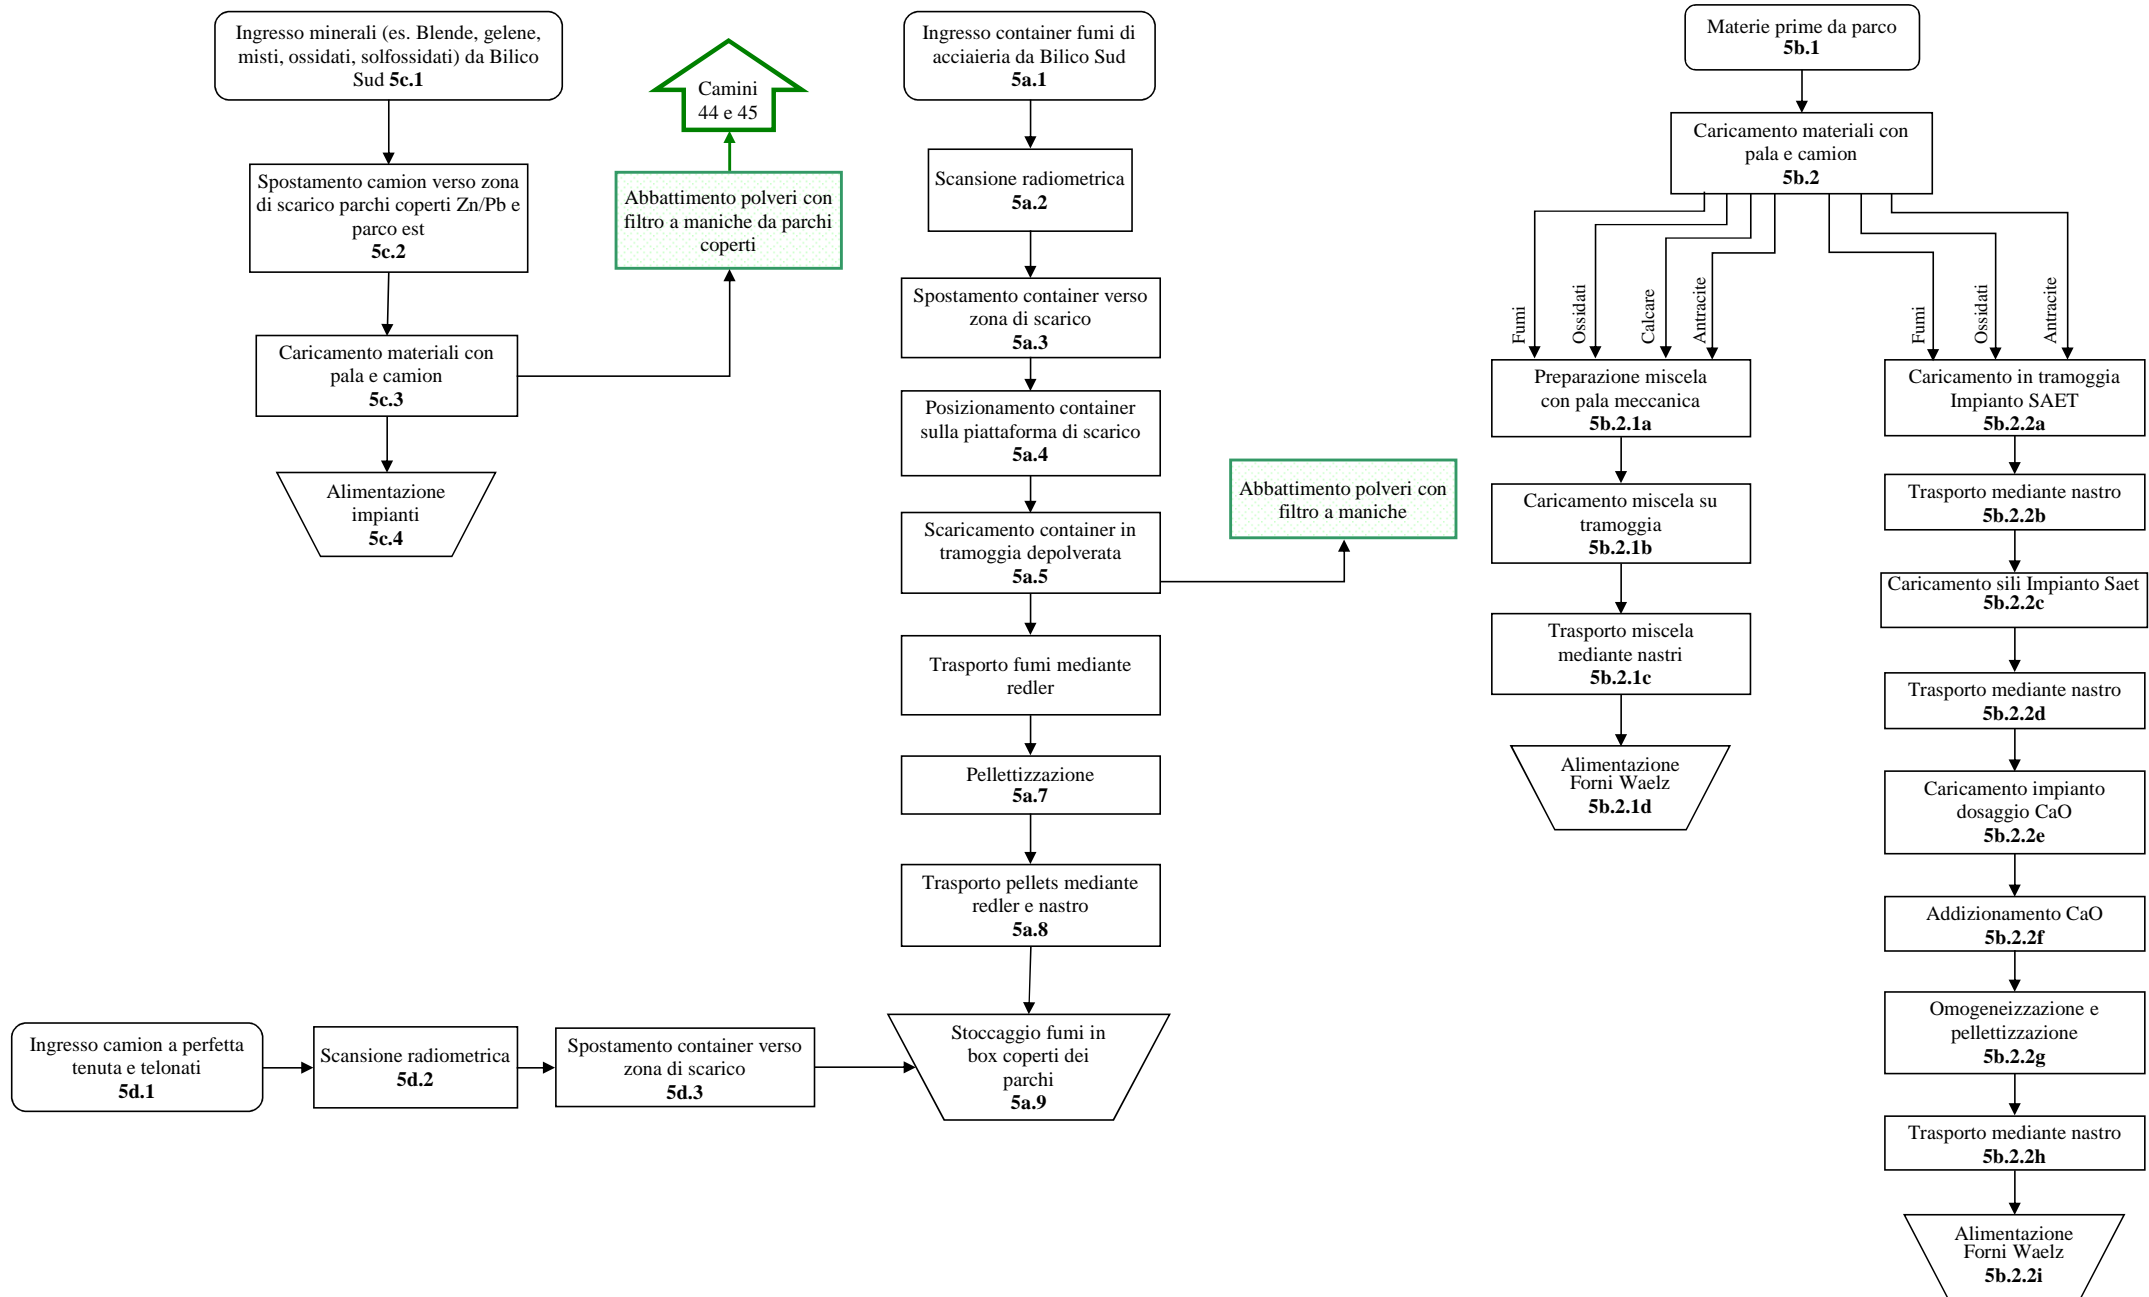 Ingresso minerali (es. Blende, gelene,
misti, ossidati, solfossidati) da Bilico
Sud 5c.1
Spostamento camion verso zona
di scarico parchi coperti Zn/Pb e
parco est
5c.2
Caricamento materiali con
pala e camion
5c.3
Alimentazione
impianti
5c.4
Camini
44 e 45
Abbattimento polveri con
filtro a maniche da parchi
coperti
Ingresso container fumi di
acciaieria da Bilico Sud
5a.1
Scansione radiometrica
5a.2
Spostamento container verso
zona di scarico
5a.3
Posizionamento container
sulla piattaforma di scarico
5a.4
Scaricamento container in
tramoggia depolverata
5a.5
Abbattimento polveri con
filtro a maniche
Trasporto fumi mediante
redler
Pellettizzazione
5a.7
Trasporto pellets mediante
redler e nastro
5a.8
Ingresso camion a perfetta
tenuta e telonati
5d.1
Scansione radiometrica
5d.2
Spostamento container verso
zona di scarico
5d.3
Stoccaggio fumi in
box coperti dei
parchi
5a.9
Materie prime da parco
5b.1
Caricamento materiali con
pala e camion
5b.2
Fumi
Ossidati
Calcare
Antracite
Fumi
Ossidati
Antracite
Preparazione miscela
con pala meccanica
5b.2.1a
Caricamento miscela su
tramoggia
5b.2.1b
Trasporto miscela
mediante nastri
5b.2.1c
Alimentazione
Forni Waelz
5b.2.1d
Caricamento in tramoggia
Impianto SAET
5b.2.2a
Trasporto mediante nastro
5b.2.2b
Caricamento sili Impianto Saet
5b.2.2c
Trasporto mediante nastro
5b.2.2d
Caricamento impianto
dosaggio CaO
5b.2.2e
Addizionamento CaO
5b.2.2f
Omogeneizzazione e
pellettizzazione
5b.2.2g
Trasporto mediante nastro
5b.2.2h
Alimentazione
Forni Waelz
5b.2.2i